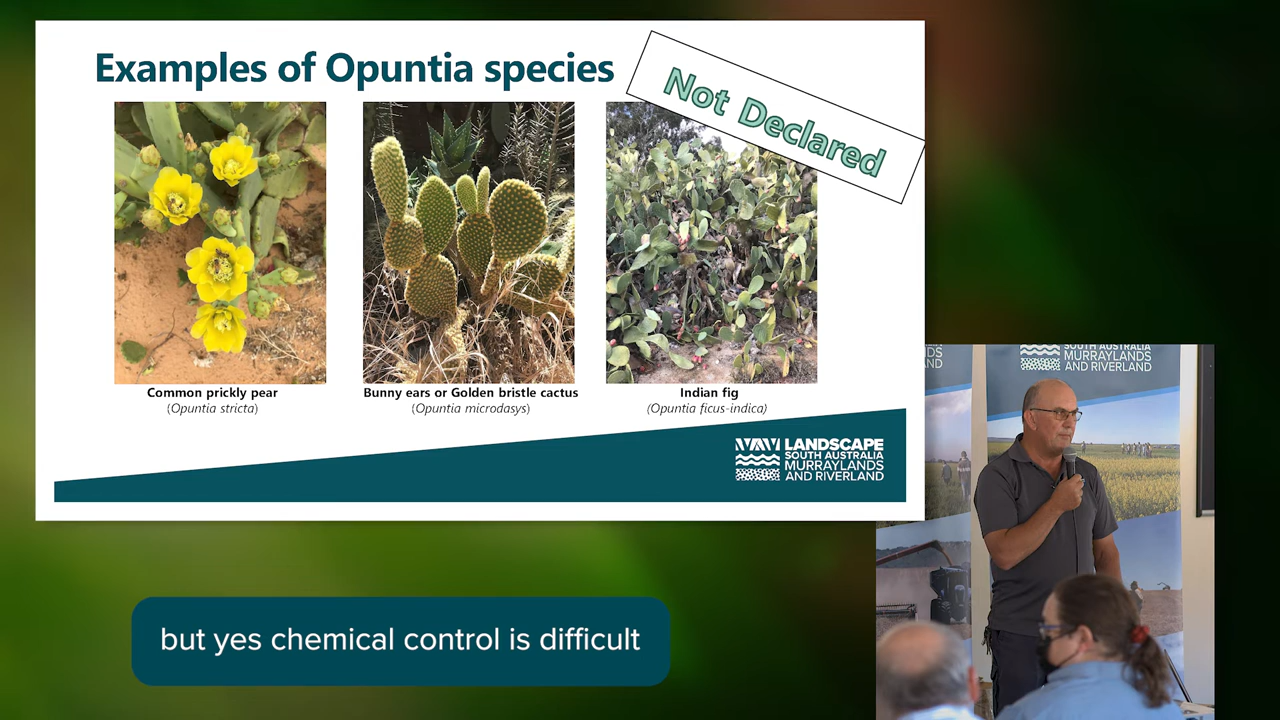 Examples of Opuntia species
Not Declared
Common prickly pear
(Opuntia stricta)
Bunny ears or Golden bristle cactus
(Opuntia microdasys)
Indian fig
(Opuntia ficus-indica)
LANDSCAPE
SOUTH AUSTRALIA
MURRAYLANDS
AND RIVERLAND
NDS
AND
SOUTH AUSTRALIA
MURRAYLANDS
AND RIVERLAND
but yes chemical control is difficult